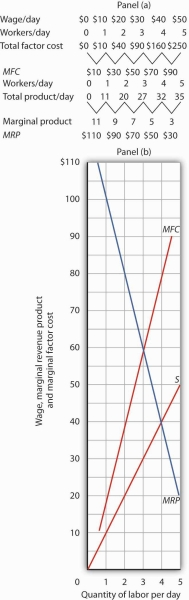 Panel (a)
Wage/day $0 $10 $20 $30 $40 $50
Workers/day 0 1 2 3 4 5
Total factor cost $0 $10 $40 $90 $160 $250
MFC $10 $30 $50 $70 $90
Workers/day 0 1 2 3 4 5
Total product/day 0 11 20 27 32 35
Marginal product 11 9 7 5 3
MRP $110 $90 $70 $50 $30
Panel (b)
$110
100
90
80
70
60
50
40
30
20
10
Wage, marginal revenue product
and marginal factor cost
MFC
S
MRP
0 1 2 3 4 5
Quantity of labor per day